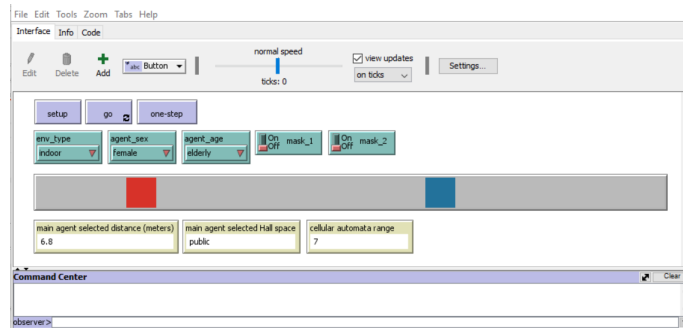 File Edit Tools Zoom Tabs Help
Interface Info Code
Edit Delete Add abc Button normal speed ticks: 0 view updates on ticks Settings...
setup go one-step
env_type indoor agent_sex female agent_age elderly On Off mask_1 On Off mask_2
main agent selected distance (meters) main agent selected Hall space cellular automata range
6.8 public 7
Command Center Clear
observer>